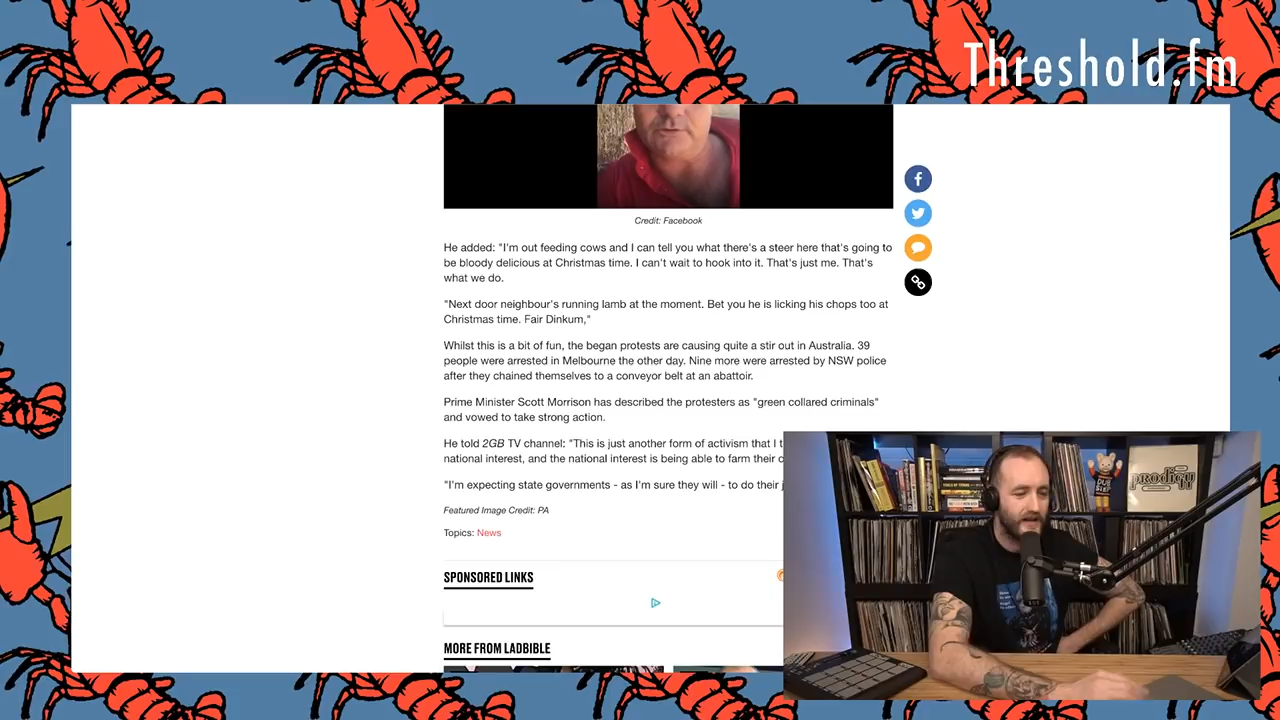 Threshold.fm
Credit: Facebook
He added: "I'm out feeding cows and I can tell you what there's a steer here that's going to
be bloody delicious at Christmas time. I can't wait to hook into it. That's just me. That's
what we do.
"Next door neighbour's running lamb at the moment. Bet you he is licking his chops too at
Christmas time. Fair Dinkum,"
Whilst this is a bit of fun, the began protests are causing quite a stir out in Australia. 39
people were arrested in Melbourne the other day. Nine more were arrested by NSW police
after they chained themselves to a conveyor belt at an abattoir.
Prime Minister Scott Morrison has described the protesters as "green collared criminals"
and vowed to take strong action.
He told 2GB TV channel: "This is just another form of activism that I
national interest, and the national interest is being able to farm their
"I'm expecting state governments - as I'm sure they will - to do their
Featured Image Credit: PA
Topics: News
SPONSORED LINKS
MORE FROM LADBIBLE
prodigy
DUB
STEP